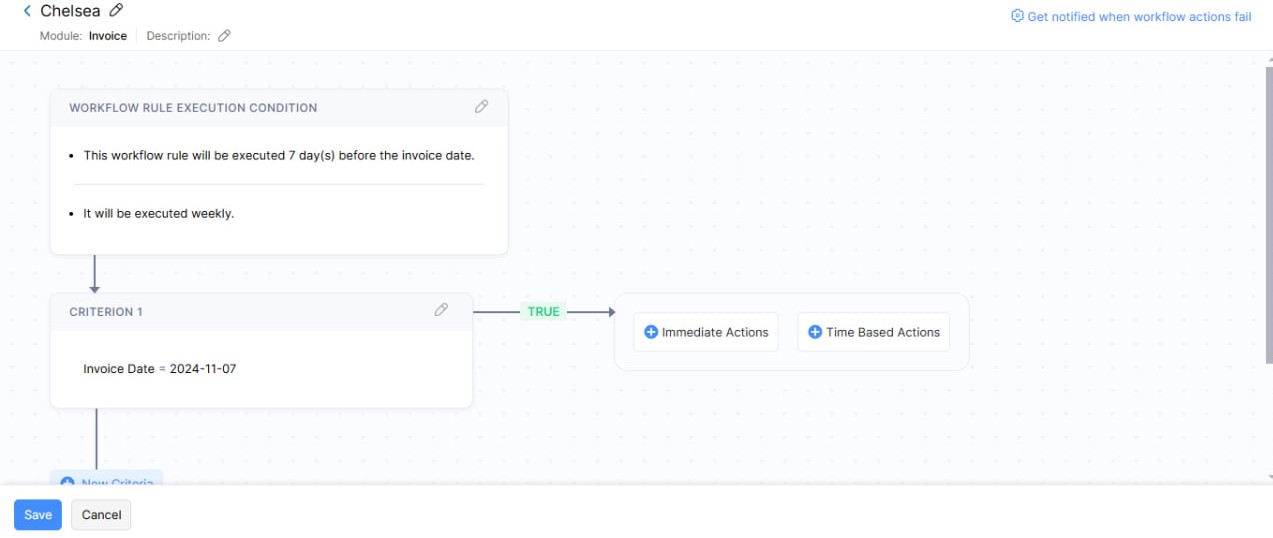 Chelsea
Get notified when workflow actions fail
Module: Invoice Description:
WORKFLOW RULE EXECUTION CONDITION
• This workflow rule will be executed 7 day(s) before the invoice date.
• It will be executed weekly.
CRITERION 1
TRUE
Immediate Actions
Time Based Actions
Invoice Date = 2024-11-07
New Criteria
Save
Cancel